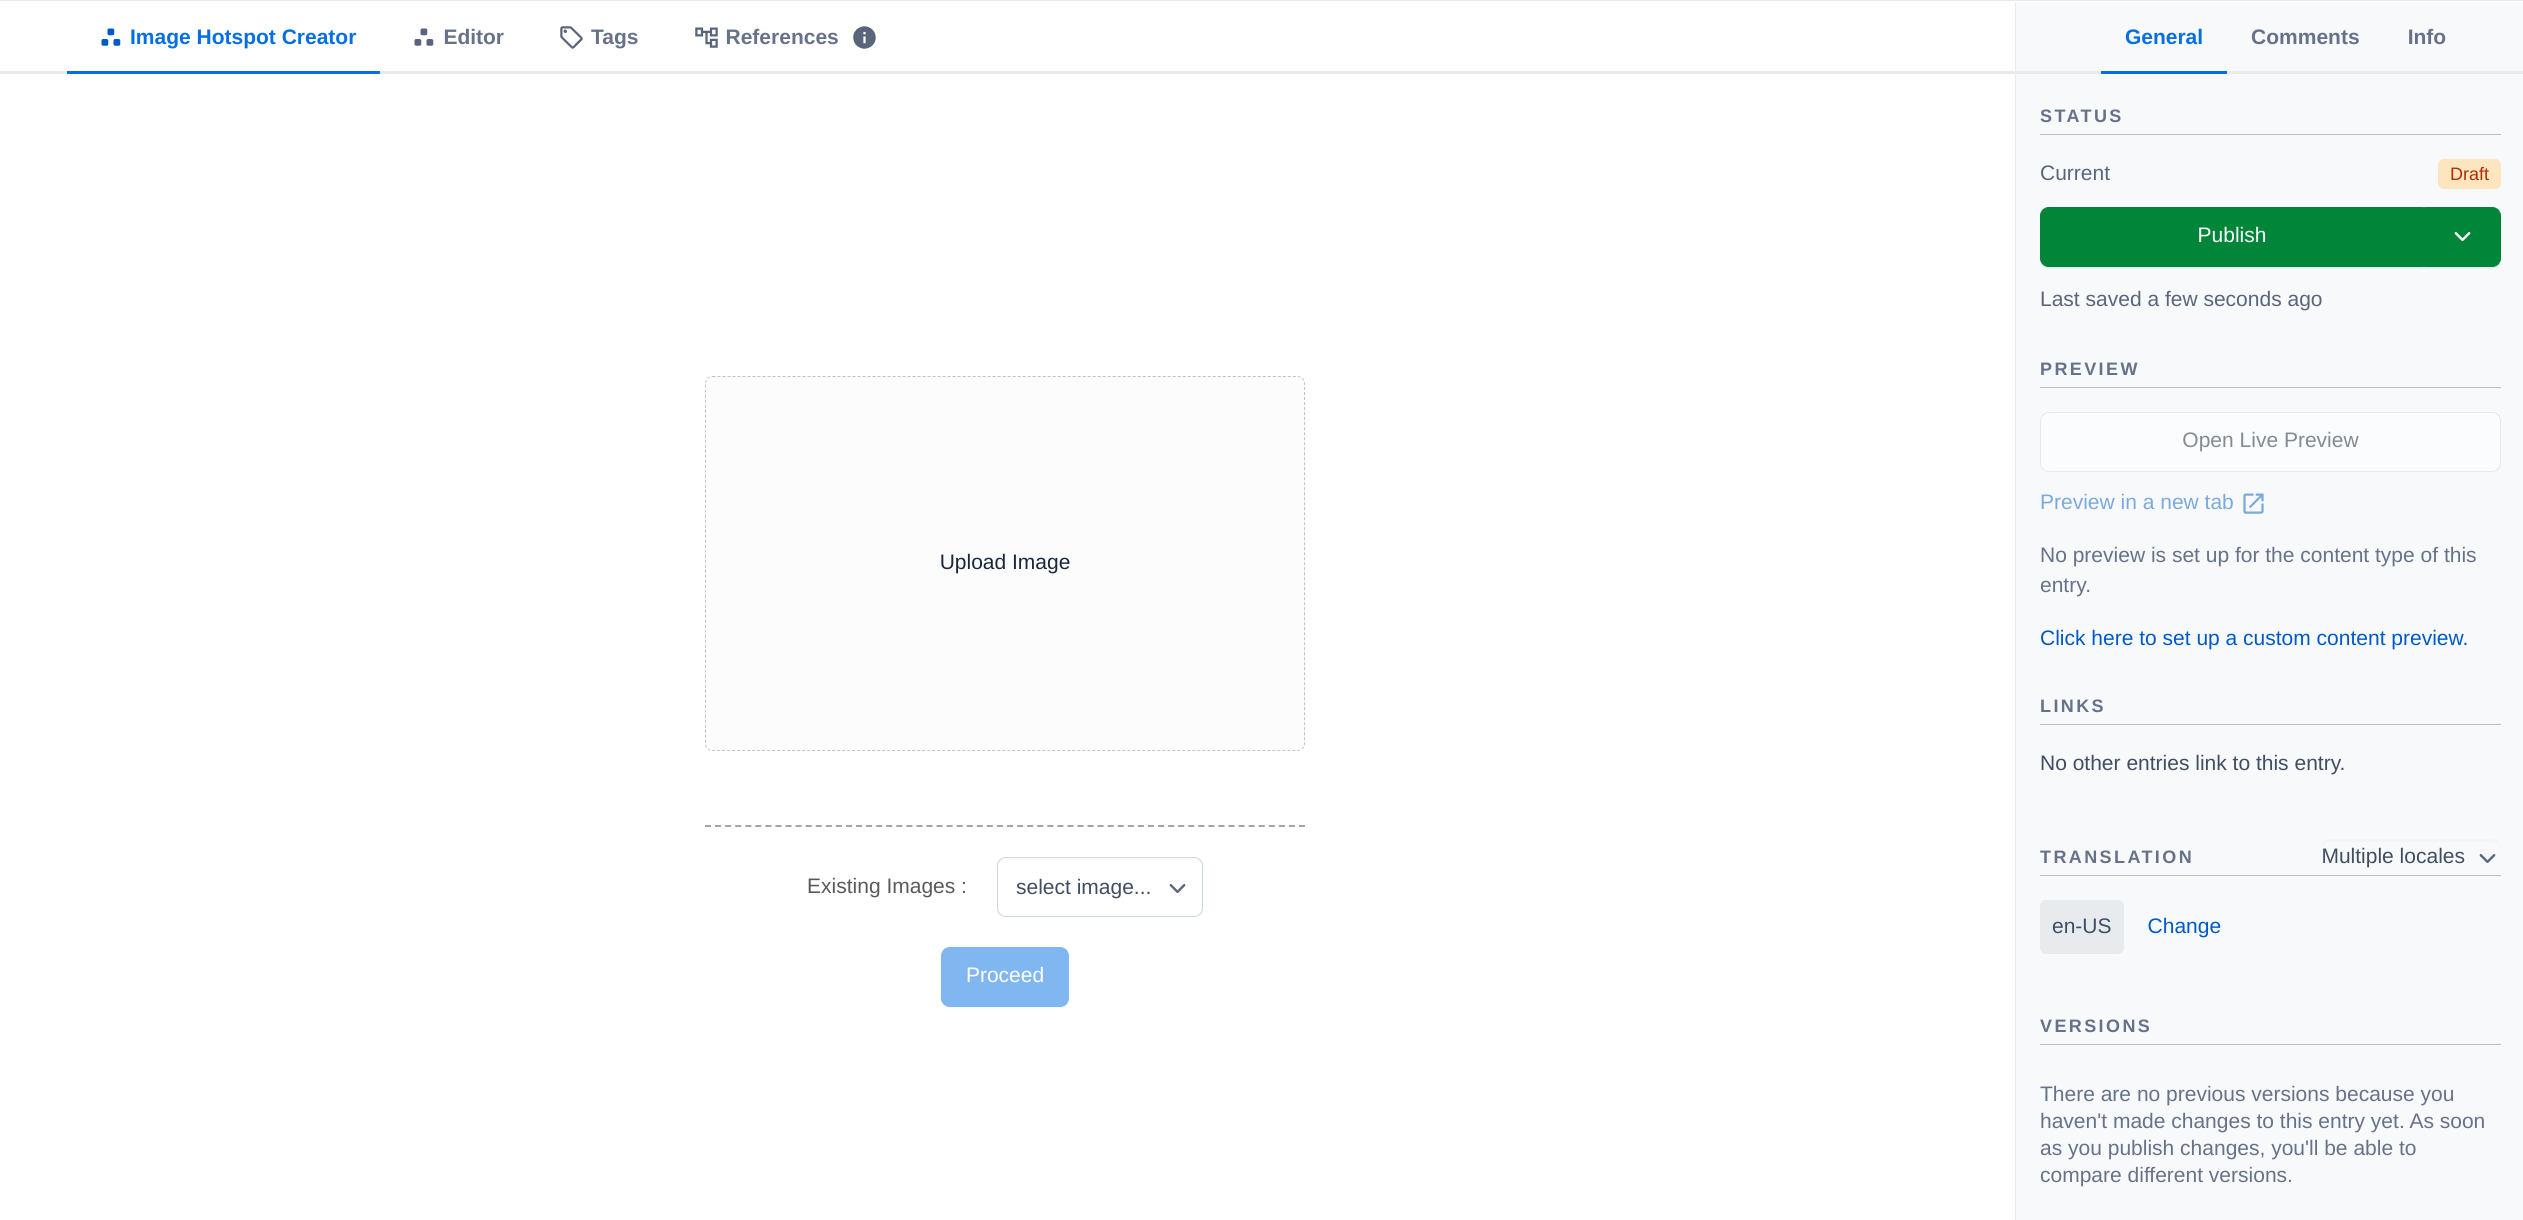 Image Hotspot Creator
Editor
Tags
References
General
Comments
Info
STATUS
Current
Draft
Publish
Last saved a few seconds ago
PREVIEW
Open Live Preview
Preview in a new tab
No preview is set up for the content type of this
entry.
Click here to set up a custom content preview.
LINKS
No other entries link to this entry.
TRANSLATION
Multiple locales
en-US
Change
VERSIONS
There are no previous versions because you
haven't made changes to this entry yet. As soon
as you publish changes, you'll be able to
compare different versions.
Upload Image
Existing Images :
select image...
Proceed